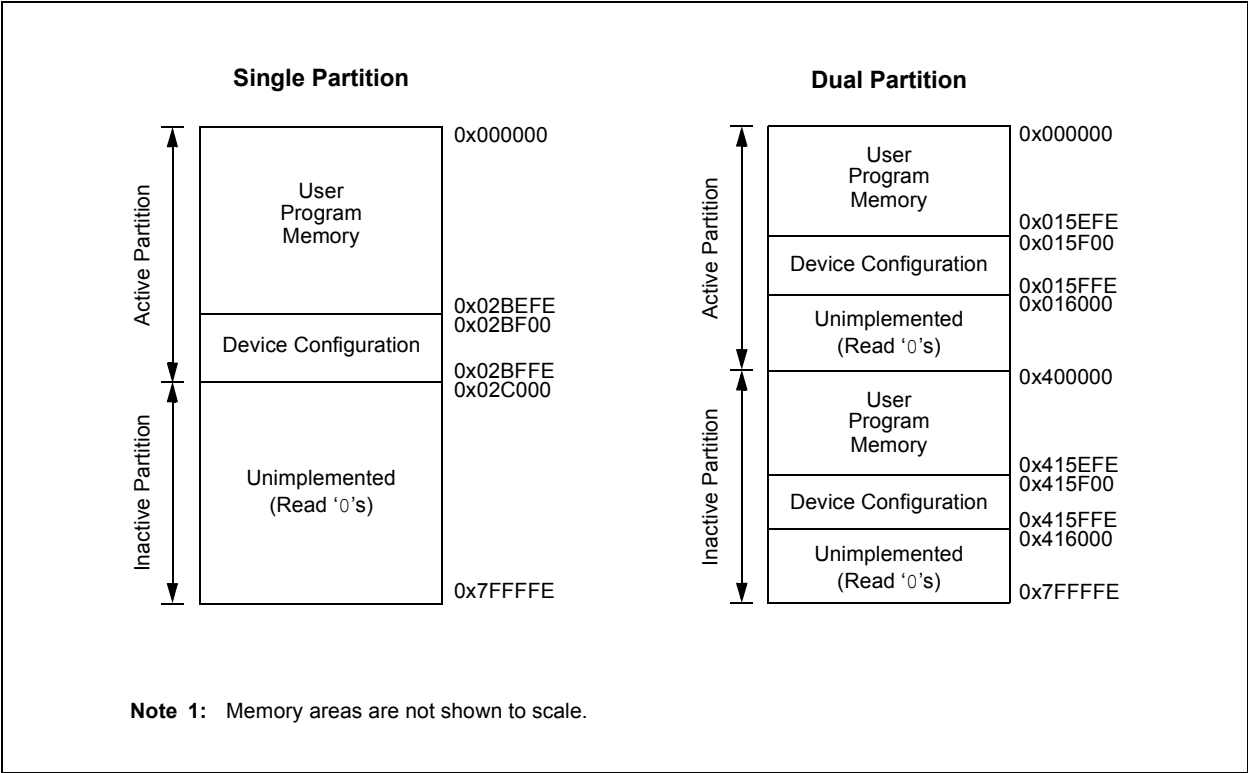 Single Partition
Active Partition
User
Program
Memory
0x000000
0x02BEFE
0x02BF00
Device Configuration
0x02BFFE
0x02C000
Inactive Partition
Unimplemented
(Read ‘0’s)
0x7FFFFE
Dual Partition
Active Partition
0x000000
User
Program
Memory
0x015EFE
0x015F00
Device Configuration
0x015FFE
0x016000
Unimplemented
(Read ‘0’s)
Inactive Partition
0x400000
User
Program
Memory
0x415EFE
0x415F00
Device Configuration
0x415FFE
0x416000
Unimplemented
(Read ‘0’s)
0x7FFFFE
Note 1: Memory areas are not shown to scale.